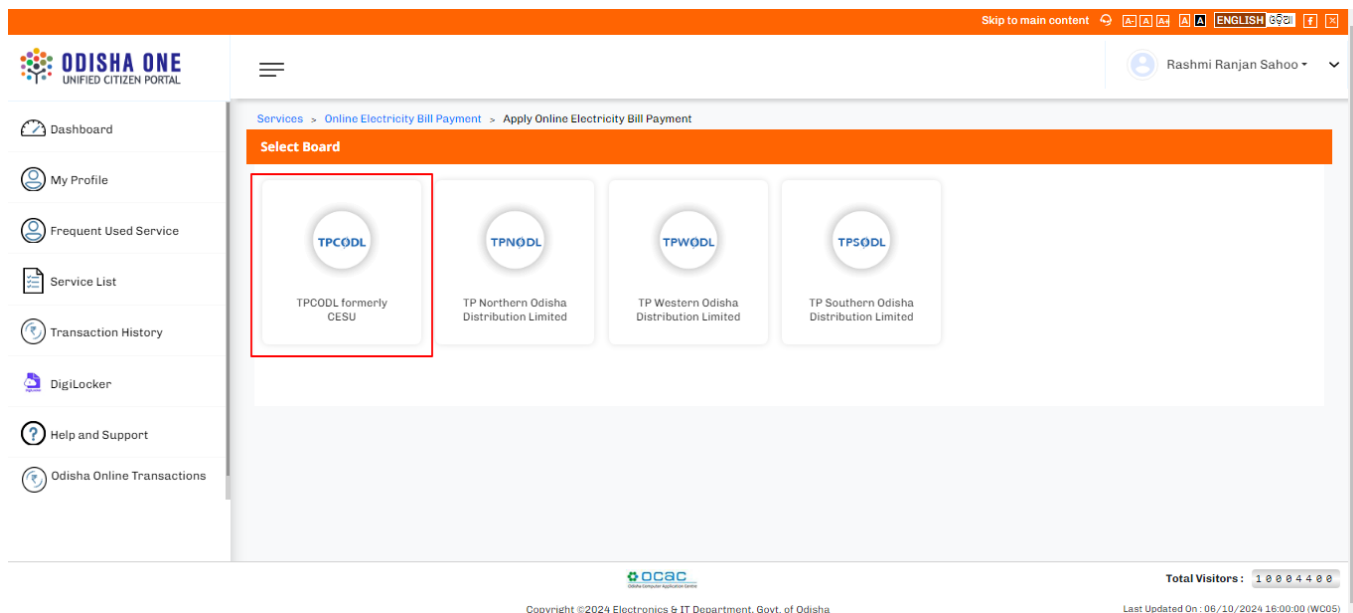 Skip to main content A- A A+ A A ENGLISH ଓଡ଼ିଆ
ODISHA ONE
UNIFIED CITIZEN PORTAL
Rashmi Ranjan Sahoo
Dashboard
My Profile
Frequent Used Service
Service List
Transaction History
DigiLocker
Help and Support
Odisha Online Transactions
Services > Online Electricity Bill Payment > Apply Online Electricity Bill Payment
Select Board
TPCODL
TPCODL formerly
CESU
TPNODL
TP Northern Odisha
Distribution Limited
TPWODL
TP Western Odisha
Distribution Limited
TPSODL
TP Southern Odisha
Distribution Limited
ocac
Odisha Computer Application Centre
Copyright ©2024 Electronics & IT Department, Govt. of Odisha
Total Visitors : 10004400
Last Updated On : 06/10/2024 16:00:00 (WC05)